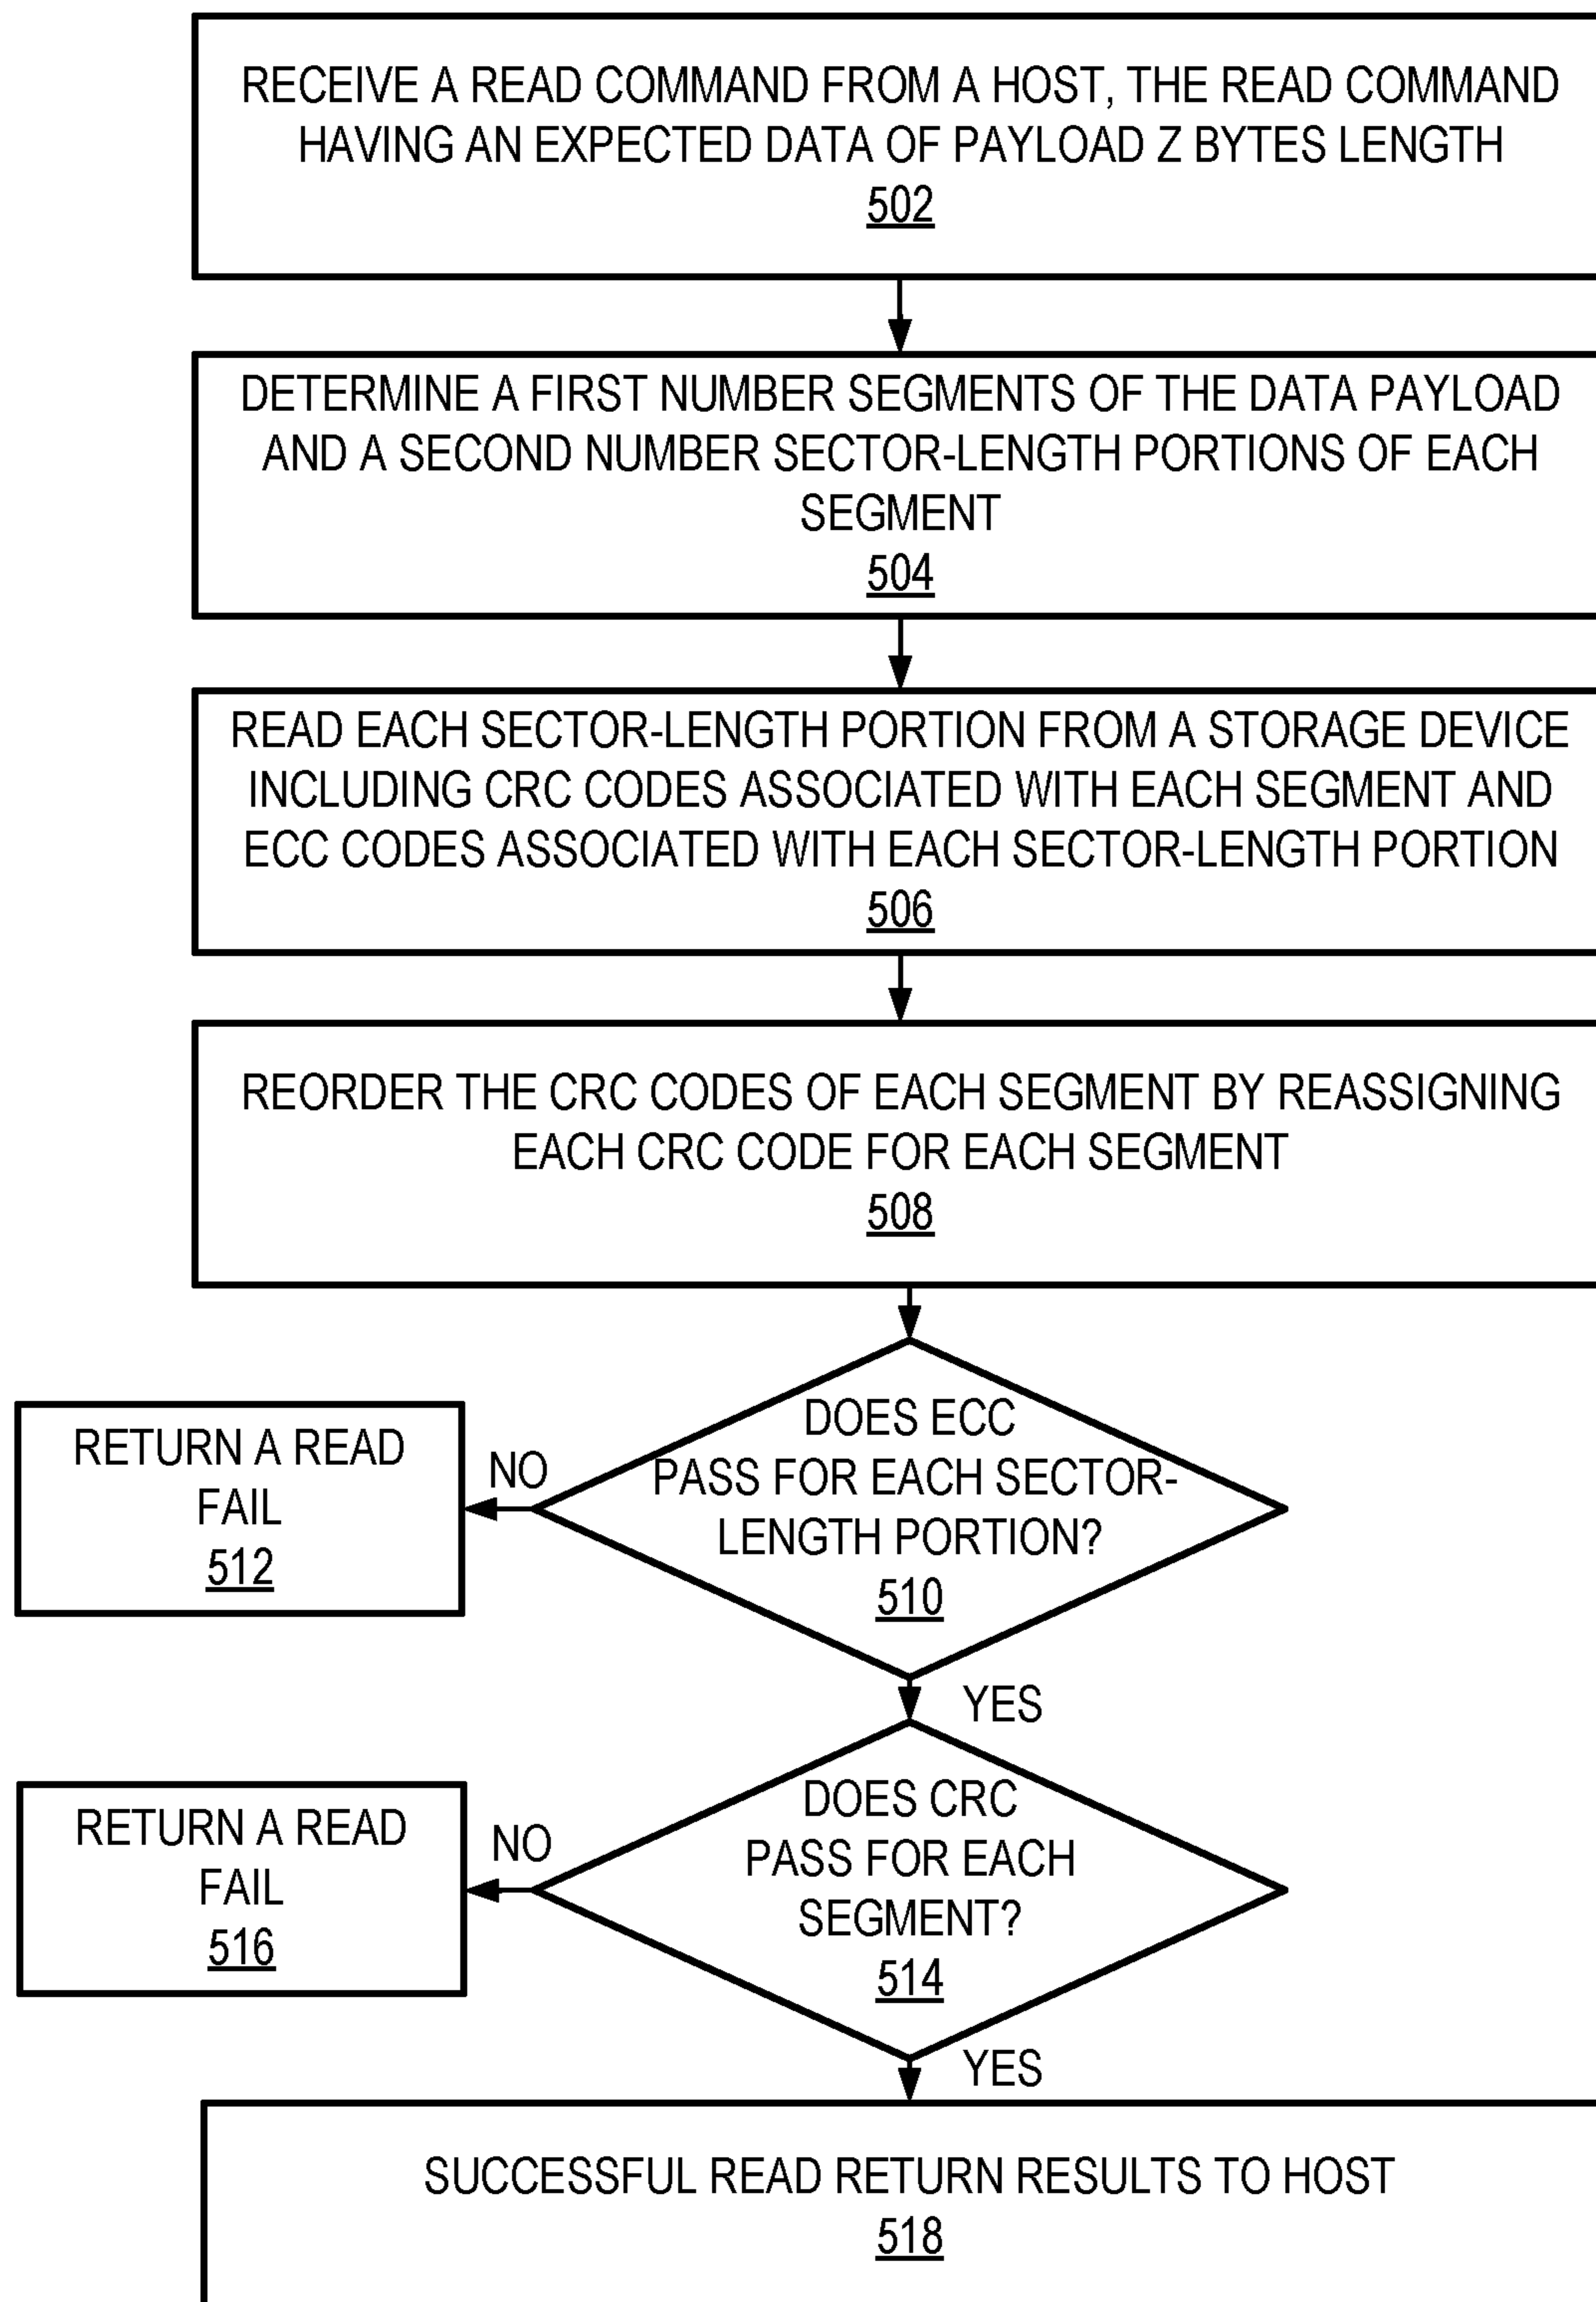 RECEIVE A READ COMMAND FROM A HOST, THE READ COMMAND
HAVING AN EXPECTED DATA OF PAYLOAD Z BYTES LENGTH
502
DETERMINE A FIRST NUMBER SEGMENTS OF THE DATA PAYLOAD
AND A SECOND NUMBER SECTOR-LENGTH PORTIONS OF EACH
SEGMENT
504
READ EACH SECTOR-LENGTH PORTION FROM A STORAGE DEVICE
INCLUDING CRC CODES ASSOCIATED WITH EACH SEGMENT AND
ECC CODES ASSOCIATED WITH EACH SECTOR-LENGTH PORTION
506
REORDER THE CRC CODES OF EACH SEGMENT BY REASSIGNING
EACH CRC CODE FOR EACH SEGMENT
508
DOES ECC
PASS FOR EACH SECTOR-
LENGTH PORTION?
510
NO
RETURN A READ
FAIL
512
YES
DOES CRC
PASS FOR EACH
SEGMENT?
514
NO
RETURN A READ
FAIL
516
YES
SUCCESSFUL READ RETURN RESULTS TO HOST
518